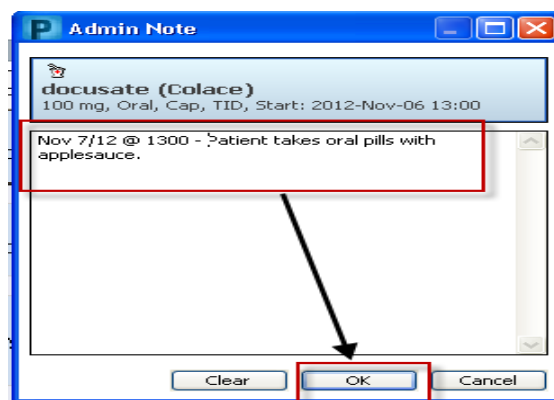 P Admin Note
docusate (Colace)
100 mg, Oral, Cap, TID, Start: 2012-Nov-06 13:00
Nov 7/12 @ 1300 - Patient takes oral pills with
applesauce.
Clear OK Cancel